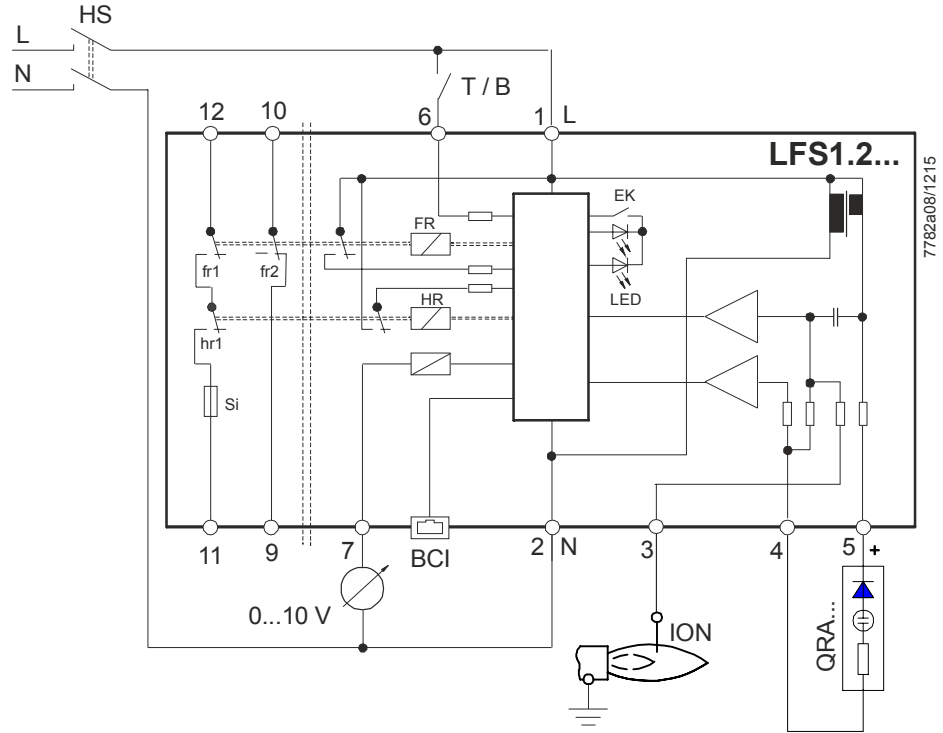 HS
L
N
T / B
12
10
6
1
L
LFS1.2...
7782a08/1215
FR
EK
fr1
fr2
LED
HR
hr1
Si
11
9
7
BCI
2
N
3
4
5
+
0...10 V
ION
QRA...